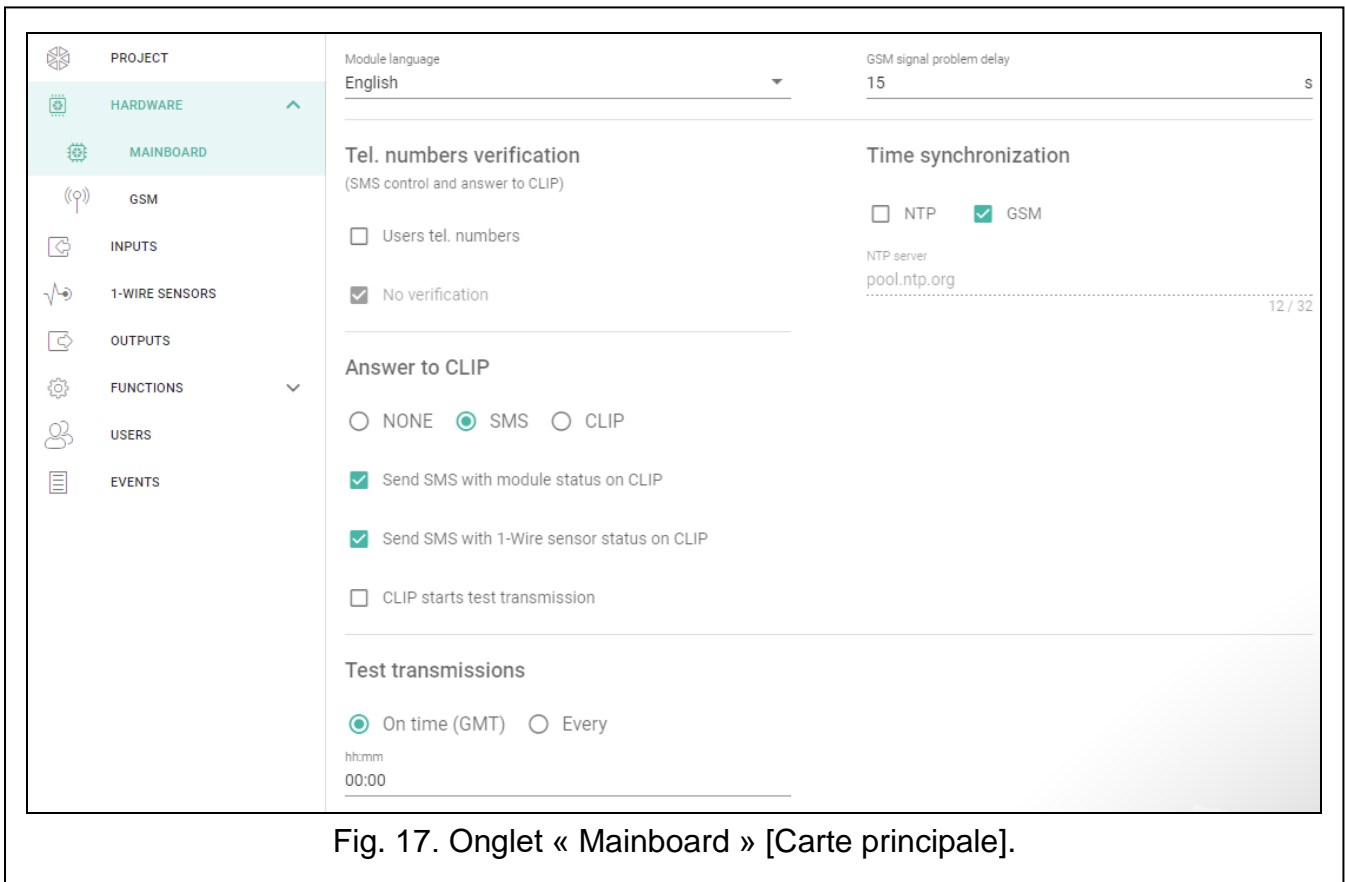 PROJECT
HARDWARE
MAINBOARD
GSM
INPUTS
1-WIRE SENSORS
OUTPUTS
FUNCTIONS
USERS
EVENTS
Module language
English
GSM signal problem delay
15 s
Tel. numbers verification
(SMS control and answer to CLIP)
Users tel. numbers
No verification
Time synchronization
NTP GSM
NTP server
pool.ntp.org
12 / 32
Answer to CLIP
NONE SMS CLIP
Send SMS with module status on CLIP
Send SMS with 1-Wire sensor status on CLIP
CLIP starts test transmission
Test transmissions
On time (GMT) Every
hh:mm
00:00
Fig. 17. Onglet « Mainboard » [Carte principale].